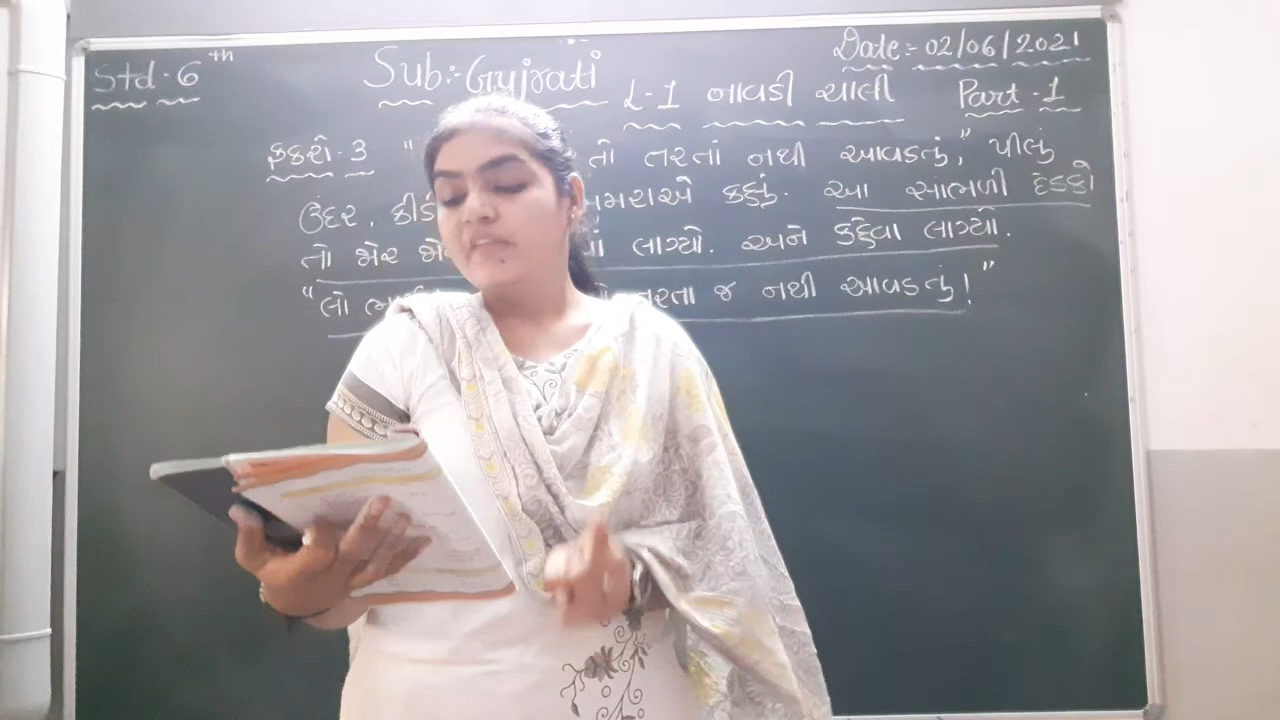 Std - 6th
Sub:- Gujrati
Date:- 02/06/2021
L-1 નાવડી ચાલી
Part - 1
ફકરો - 3 " તો તરતાં નથી આવડતું," પીલું
ઉંદર, ભમરાએ કહ્યું. આ સાંભળી દેડકો
તો જોર લાગ્યો. અને કહેવા લાગ્યો.
"લો તરતા જ નથી આવડતું!"